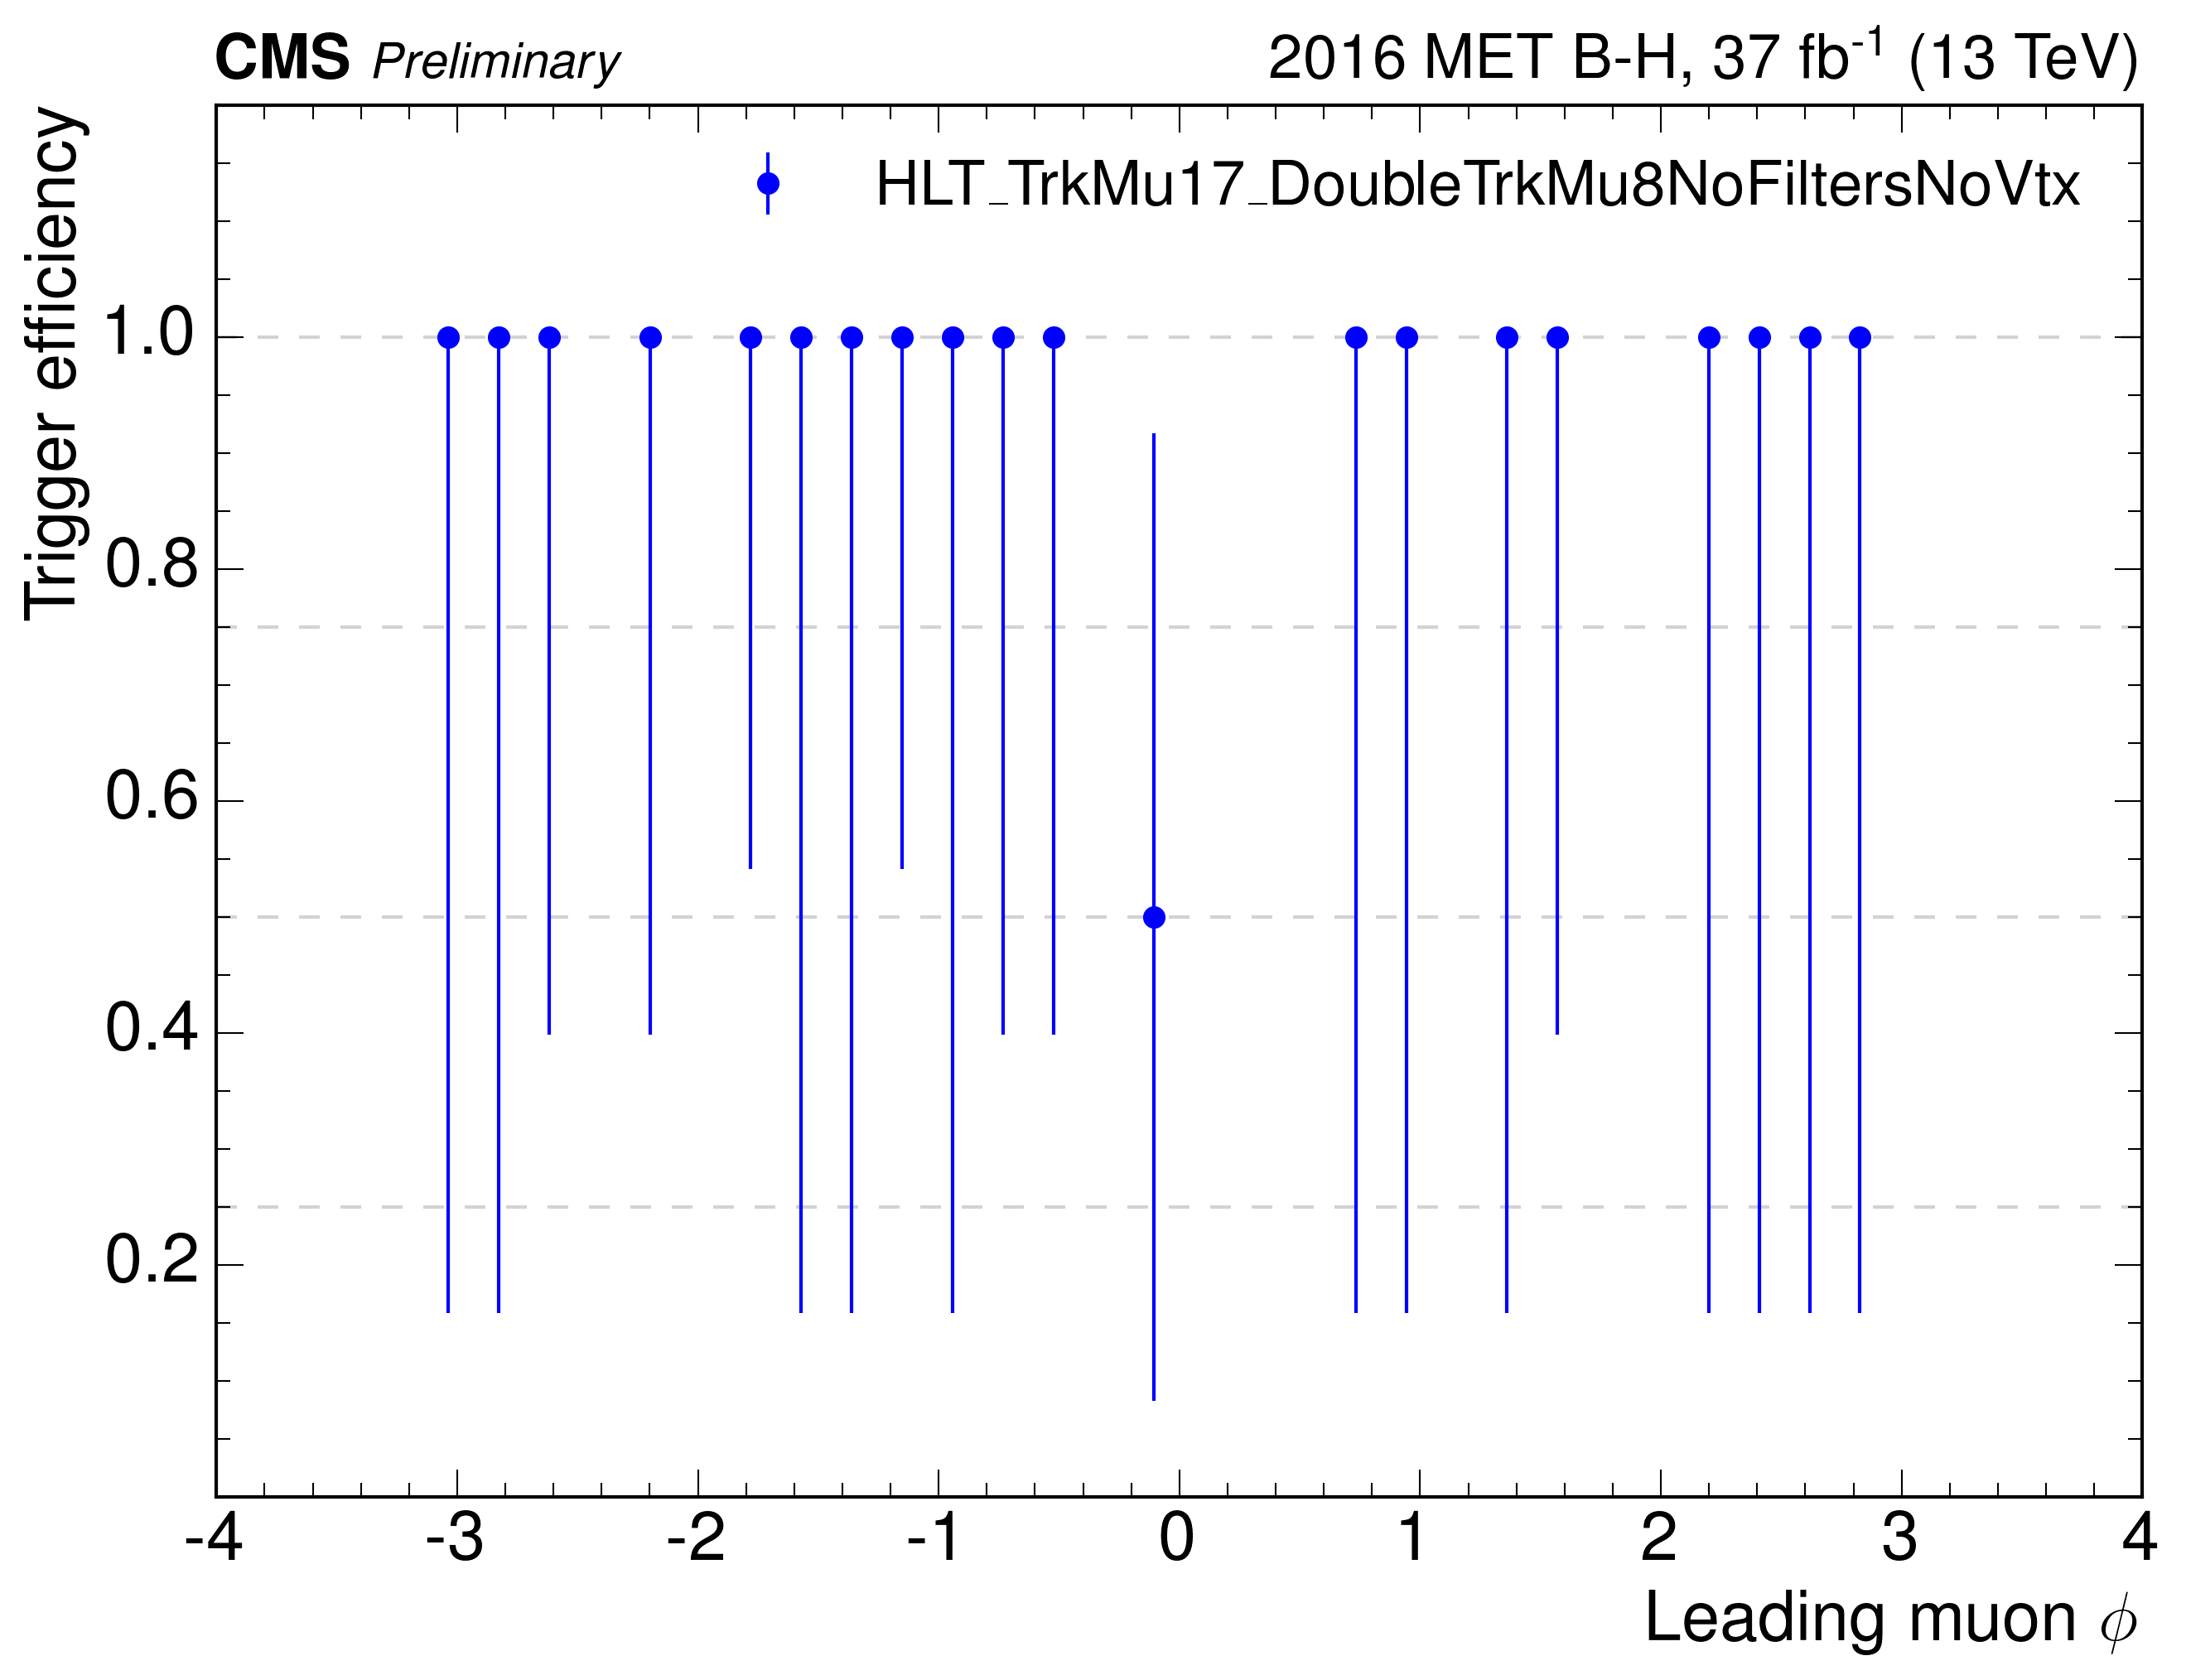 CMS Preliminary 2016 MET B-H, 37 fb⁻¹ (13 TeV)
HLT_TrkMu17_DoubleTrkMu8NoFiltersNoVtx
Trigger efficiency
1.0
0.8
0.6
0.4
0.2
-4 -3 -2 -1 0 1 2 3 4
Leading muon ϕ